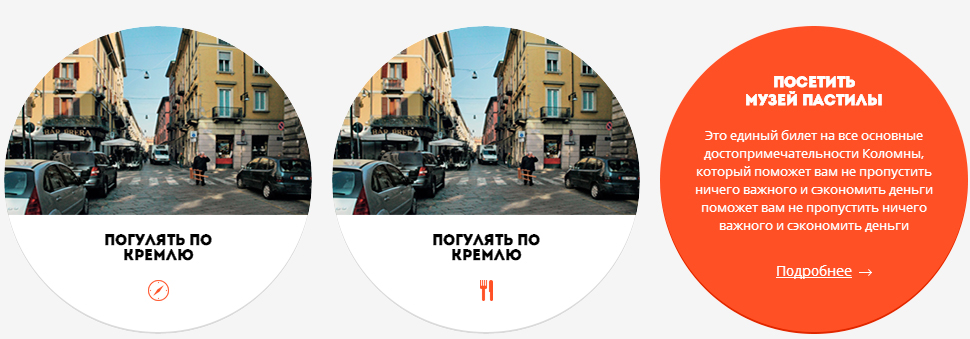 BAR BRERA
ПОГУЛЯТЬ ПО
КРЕМЛЮ
BAR BRERA
ПОГУЛЯТЬ ПО
КРЕМЛЮ
ПОСЕТИТЬ
МУЗЕЙ ПАСТИЛЫ
Это единый билет на все основные
достопримечательности Коломны,
который поможет вам не пропустить
ничего важного и сэкономить деньги
поможет вам не пропустить ничего
важного и сэкономить деньги
Подробнее →